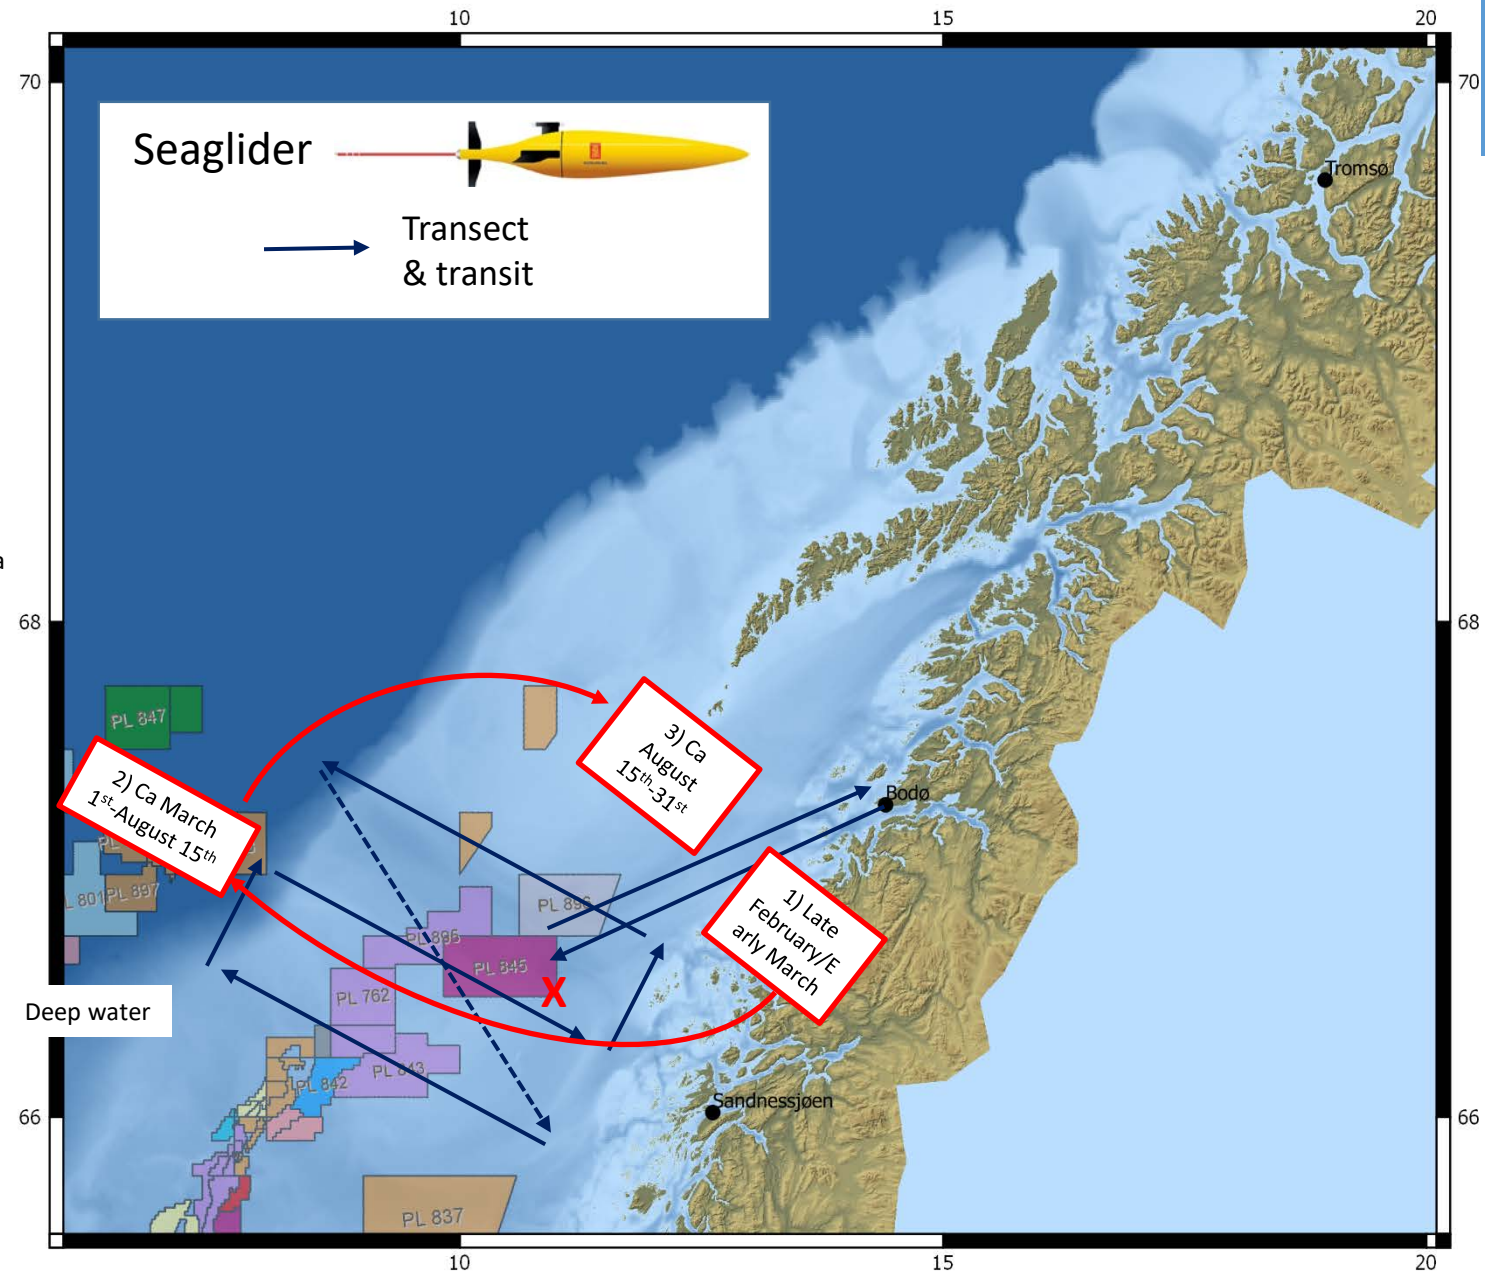 10
15
20
70
70
Seaglider
Transect
& transit
Tromsø
a
68
68
PL 847
3) Ca
August
15th-31st
2) Ca March
1st-August 15th
Bodø
PL 897
PL 896
1) Late
February/E
arly March
PL 895
PL 845
PL 762
Deep water
PL 843
PL 842
Sandnessjøen
66
66
PL 837
X
10
15
20